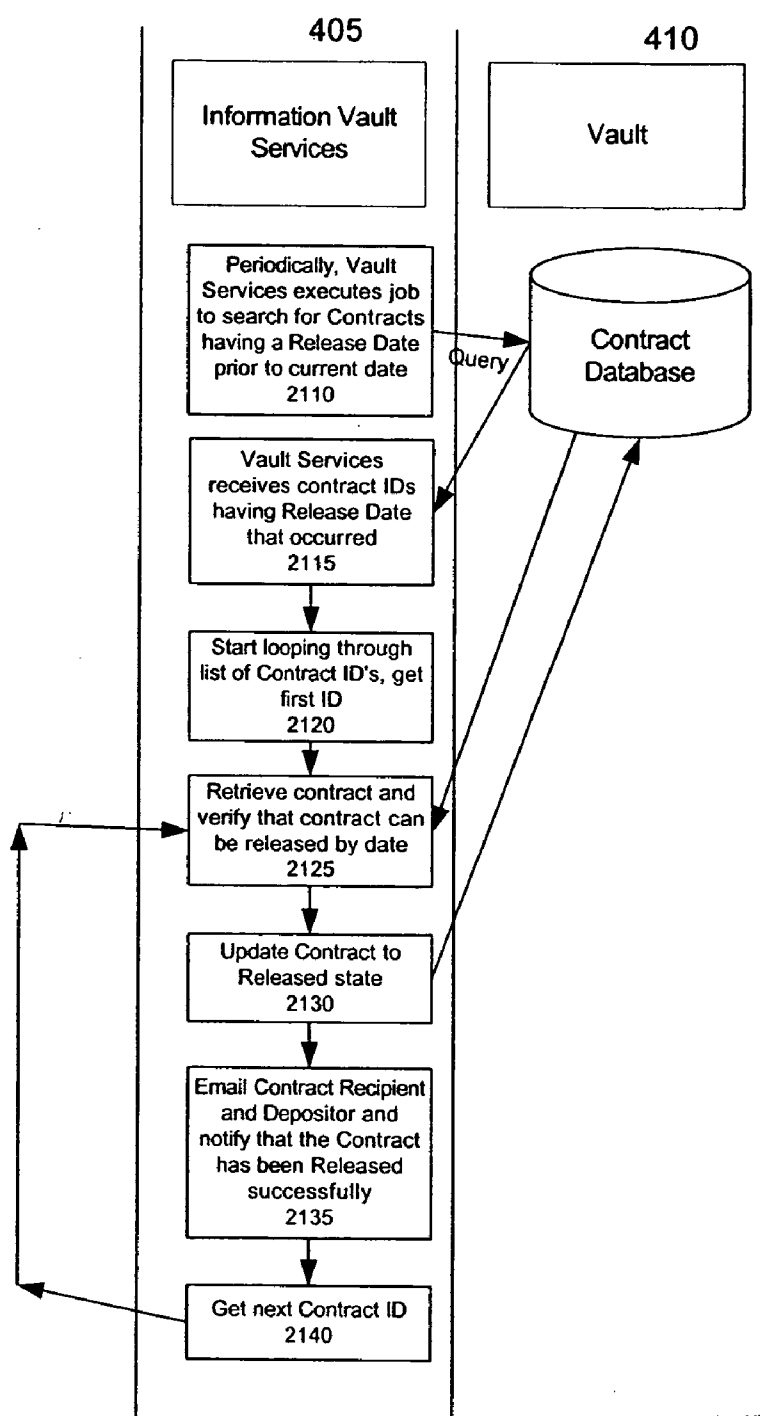 405
410
Information Vault
Services
Vault
Periodically, Vault
Services executes job
to search for Contracts
having a Release Date
prior to current date
2110
Query
Contract
Database
Vault Services
receives contract IDs
having Release Date
that occurred
2115
Start looping through
list of Contract ID's, get
first ID
2120
Retrieve contract and
verify that contract can
be released by date
2125
Update Contract to
Released state
2130
Email Contract Recipient
and Depositor and
notify that the Contract
has been Released
successfully
2135
Get next Contract ID
2140